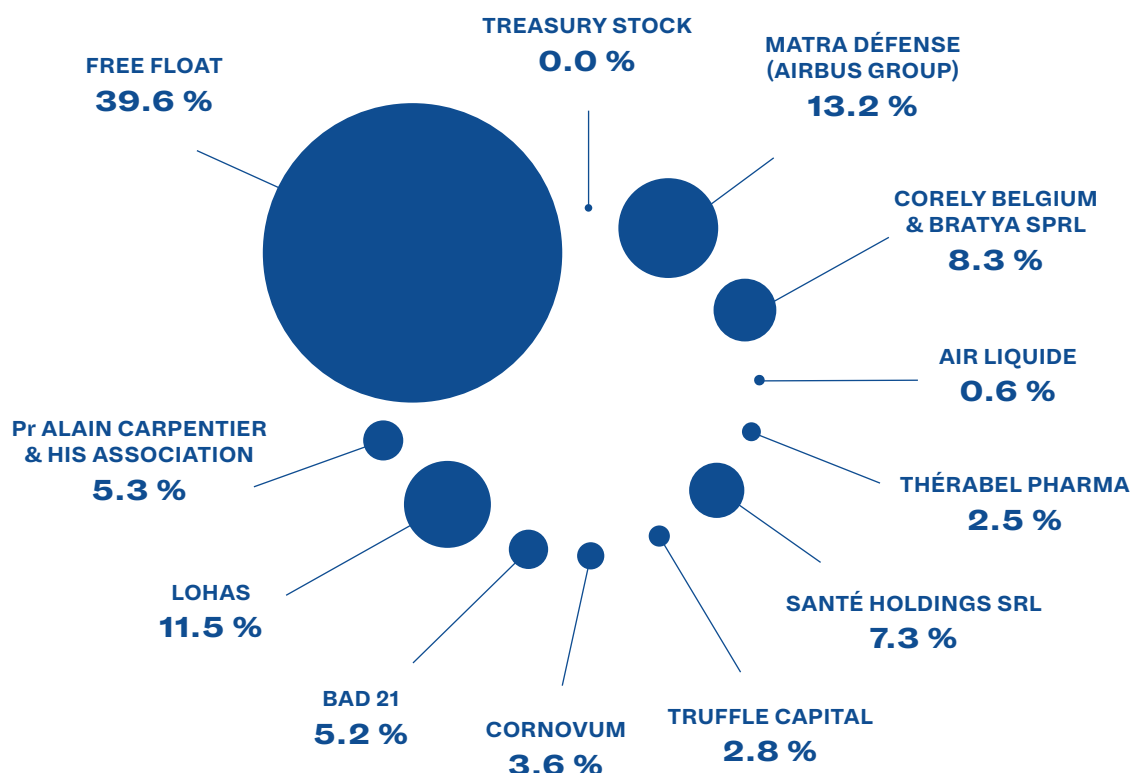 TREASURY STOCK
0.0 %
MATRA DÉFENSE
(AIRBUS GROUP)
13.2 %
FREE FLOAT
39.6 %
CORELY BELGIUM
& BRATYA SPRL
8.3 %
AIR LIQUIDE
0.6 %
Pr ALAIN CARPENTIER
& HIS ASSOCIATION
5.3 %
THÉRABEL PHARMA
2.5 %
LOHAS
11.5 %
SANTÉ HOLDINGS SRL
7.3 %
BAD 21
5.2 %
CORNOVUM
3.6 %
TRUFFLE CAPITAL
2.8 %